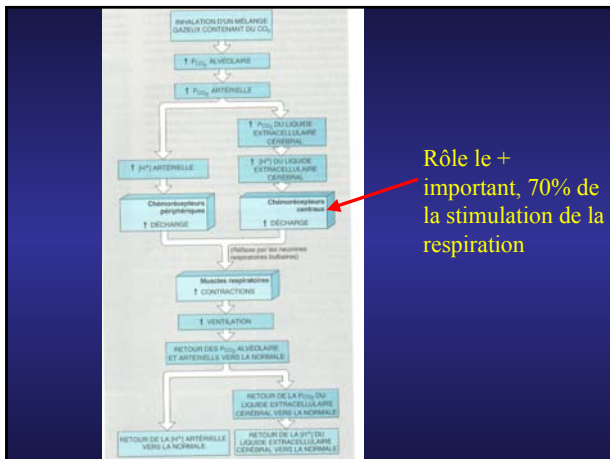 INHALATION D'UN MÉLANGE
GAZEUX CONTENANT DU CO₂
↑ PCO₂ ALVÉOLAIRE
↑ PCO₂ ARTÉRIELLE
↑ PCO₂ DU LIQUIDE
EXTRACELLULAIRE
CÉRÉBRAL
↑ [H⁺] ARTÉRIELLE
↑ [H⁺] DU LIQUIDE
EXTRACELLULAIRE
CÉRÉBRAL
Chémorécepteurs
périphériques
↑ DÉCHARGE
Chémorécepteurs
centraux
↑ DÉCHARGE
Rôle le +
important, 70% de
la stimulation de la
respiration
(Réflexe par les neurones
respiratoires bulbaires)
Muscles respiratoires
↑ CONTRACTIONS
↑ VENTILATION
RETOUR DES PCO₂ ALVÉOLAIRE
ET ARTÉRIELLE VERS LA NORMALE
RETOUR DE LA PCO₂ DU
LIQUIDE EXTRACELLULAIRE
CÉRÉBRAL VERS LA NORMALE
RETOUR DE LA [H⁺] ARTÉRIELLE
VERS LA NORMALE
RETOUR DE LA [H⁺] DU
LIQUIDE EXTRACELLULAIRE
CÉRÉBRAL VERS LA NORMALE